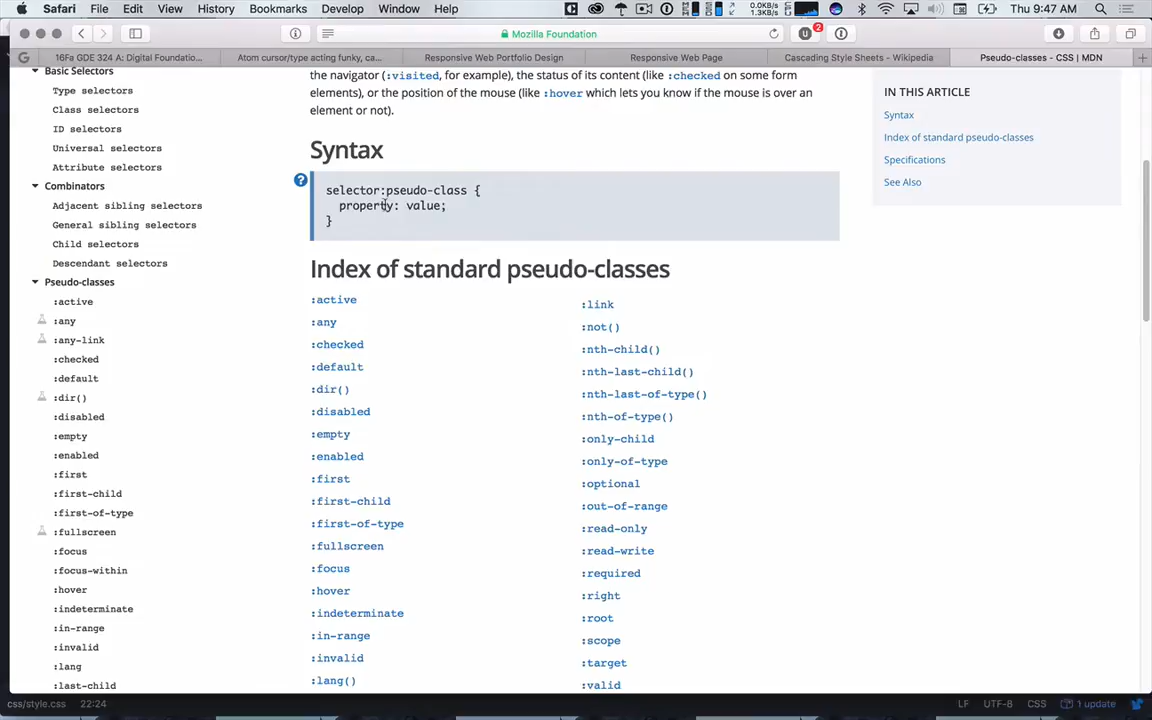 Safari File Edit View History Bookmarks Develop Window Help
0.0KB/s
1.3KB/s
Thu 9:47 AM
Mozilla Foundation
2
16Fa GDE 324 A: Digital Foundatio...
Atom cursor/type acting funky, ca...
Responsive Web Portfolio Design
Responsive Web Page
Cascading Style Sheets - Wikipedia
Pseudo-classes - CSS | MDN
Basic Selectors
Type selectors
Class selectors
ID selectors
Universal selectors
Attribute selectors
Combinators
Adjacent sibling selectors
General sibling selectors
Child selectors
Descendant selectors
Pseudo-classes
:active
:any
:any-link
:checked
:default
:dir()
:disabled
:empty
:enabled
:first
:first-child
:first-of-type
:fullscreen
:focus
:focus-within
:hover
:indeterminate
:in-range
:invalid
:lang
:last-child
the navigator (:visited, for example), the status of its content (like :checked on some form
elements), or the position of the mouse (like :hover which lets you know if the mouse is over an
element or not).
Syntax
?
selector:pseudo-class {
property: value;
}
Index of standard pseudo-classes
:active
:any
:checked
:default
:dir()
:disabled
:empty
:enabled
:first
:first-child
:first-of-type
:fullscreen
:focus
:hover
:indeterminate
:in-range
:invalid
:lang()
:link
:not()
:nth-child()
:nth-last-child()
:nth-last-of-type()
:nth-of-type()
:only-child
:only-of-type
:optional
:out-of-range
:read-only
:read-write
:required
:right
:root
:scope
:target
:valid
IN THIS ARTICLE
Syntax
Index of standard pseudo-classes
Specifications
See Also
css/style.css 22:24
LF UTF-8 CSS 1 update